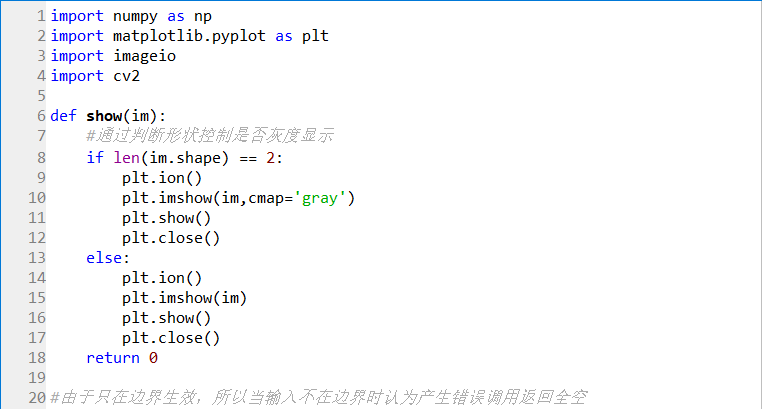 1 import numpy as np
2 import matplotlib.pyplot as plt
3 import imageio
4 import cv2
5
6 def show(im):
7     #通过判断形状控制是否灰度显示
8     if len(im.shape) == 2:
9         plt.ion()
10         plt.imshow(im,cmap='gray')
11         plt.show()
12         plt.close()
13     else:
14         plt.ion()
15         plt.imshow(im)
16         plt.show()
17         plt.close()
18     return 0
19
20 #由于只在边界生效，所以当输入不在边界时认为产生错误调用返回全空